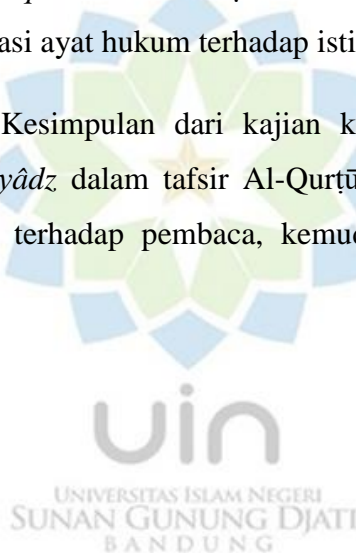 asi ayat hukum terhadap isti
Kesimpulan dari kajian k
yâdz dalam tafsir Al-Qurṭū
terhadap pembaca, kemud
uin
UNIVERSITAS ISLAM NEGERI
SUNAN GUNUNG DJATI
BANDUNG